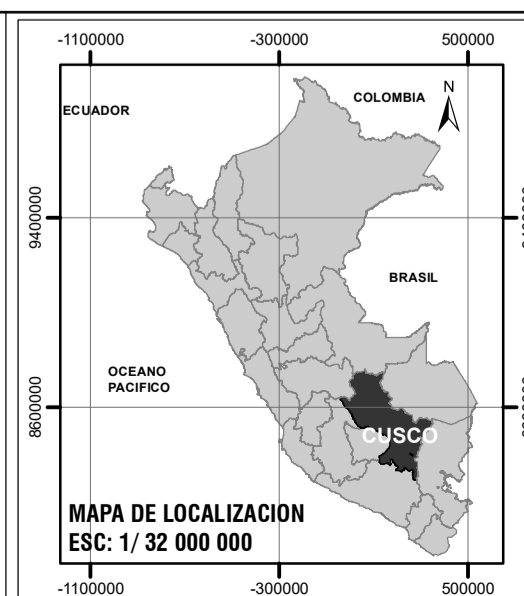 -1100000 -300000 500000
ECUADOR
COLOMBIA
N
9400000
BRASIL
OCEANO
PACIFICO
8600000
CUSCO
MAPA DE LOCALIZACION
ESC: 1/ 32 000 000
-1100000 -300000 500000